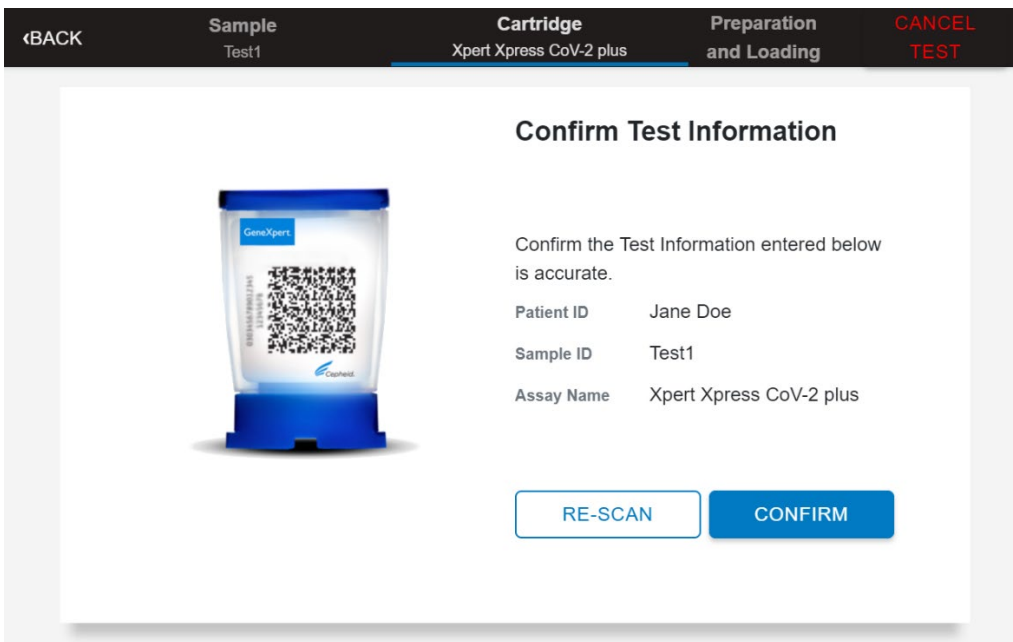 ‹BACK
Sample
Test1
Cartridge
Xpert Xpress CoV-2 plus
Preparation
and Loading
CANCEL
TEST
Confirm Test Information
GeneXpert
Cepheid.
Confirm the Test Information entered below
is accurate.
Patient ID Jane Doe
Sample ID Test1
Assay Name Xpert Xpress CoV-2 plus
RE-SCAN
CONFIRM